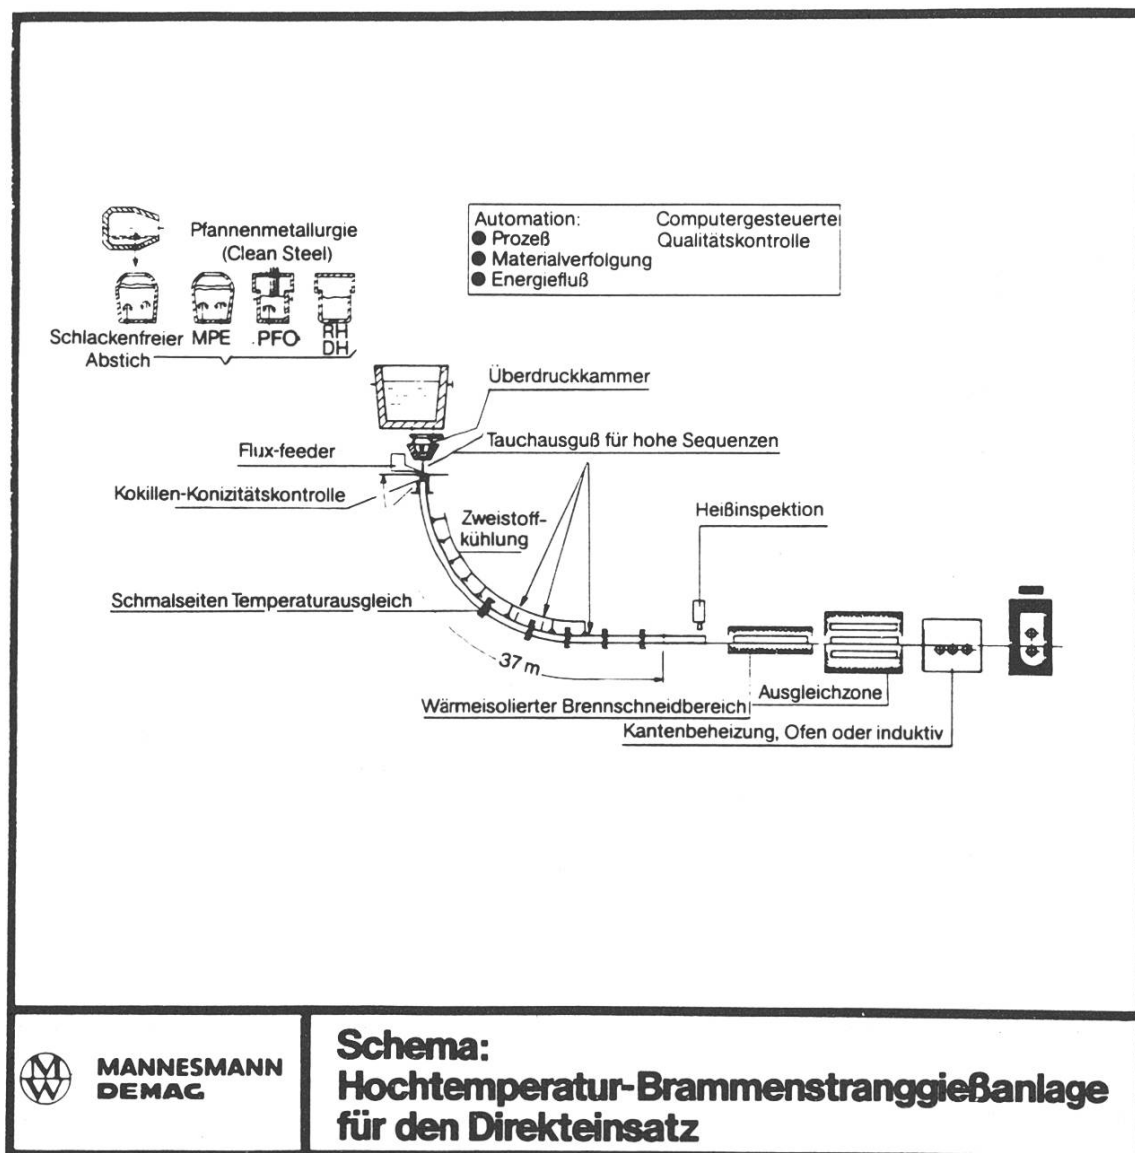 Pfannenmetallurgie
(Clean Steel)
Schlackenfreier
Abstich
MPE
PFO
RH
DH
Automation:
● Prozeß
● Materialverfolgung
● Energiefluß
Computergesteuerte
Qualitätskontrolle
Überdruckkammer
Tauchausguß für hohe Sequenzen
Flux-feeder
Kokillen-Konizitätskontrolle
Zweistoff-
kühlung
Heißinspektion
Schmalseiten Temperaturausgleich
37 m
Ausgleichzone
Wärmeisolierter Brennschneidbereich
Kantenbeheizung, Ofen oder induktiv
MW
MANNESMANN
DEMAG
Schema:
Hochtemperatur-Brammenstranggießanlage
für den Direkteinsatz